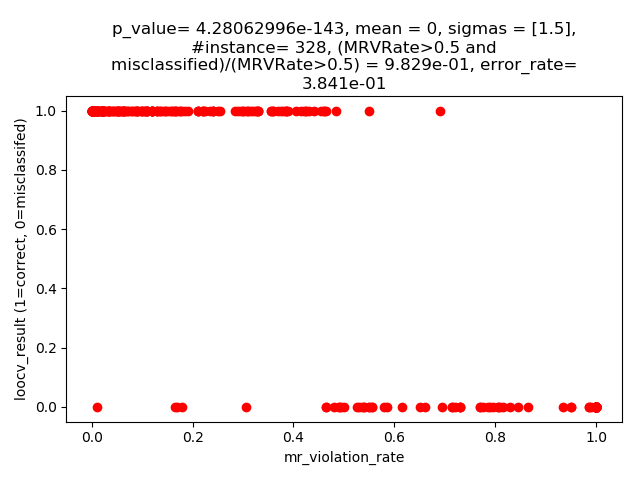 p_value= 4.28062996e-143, mean = 0, sigmas = [1.5],
#instance= 328, (MRVRate>0.5 and
misclassified)/(MRVRate>0.5) = 9.829e-01, error_rate=
3.841e-01
1.0
0.8
0.6
0.4
0.2
0.0
loocv_result (1=correct, 0=misclassifed)
0.0 0.2 0.4 0.6 0.8 1.0
mr_violation_rate